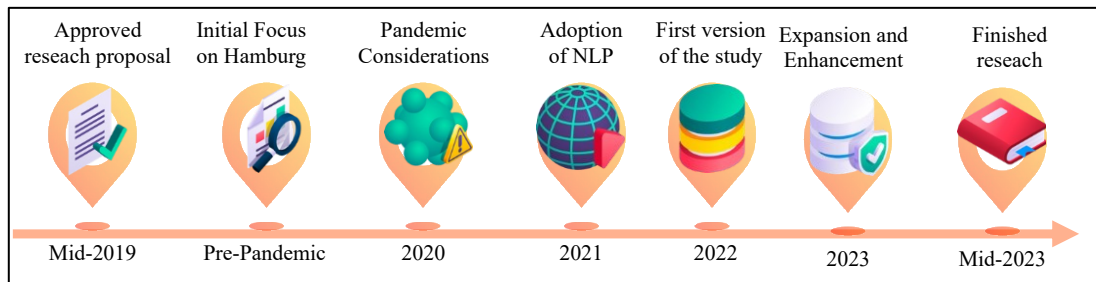 Approved
reseach proposal
Initial Focus
on Hamburg
Pandemic
Considerations
Adoption
of NLP
First version
of the study
Expansion and
Enhancement
Finished
reseach
Mid-2019
Pre-Pandemic
2020
2021
2022
2023
Mid-2023